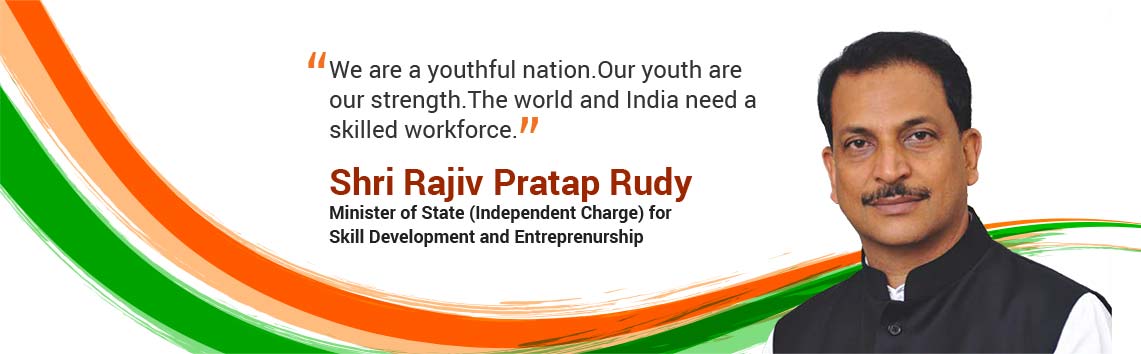 “We are a youthful nation.Our youth are
our strength.The world and India need a
skilled workforce.”
Shri Rajiv Pratap Rudy
Minister of State (Independent Charge) for
Skill Development and Entreprenurship